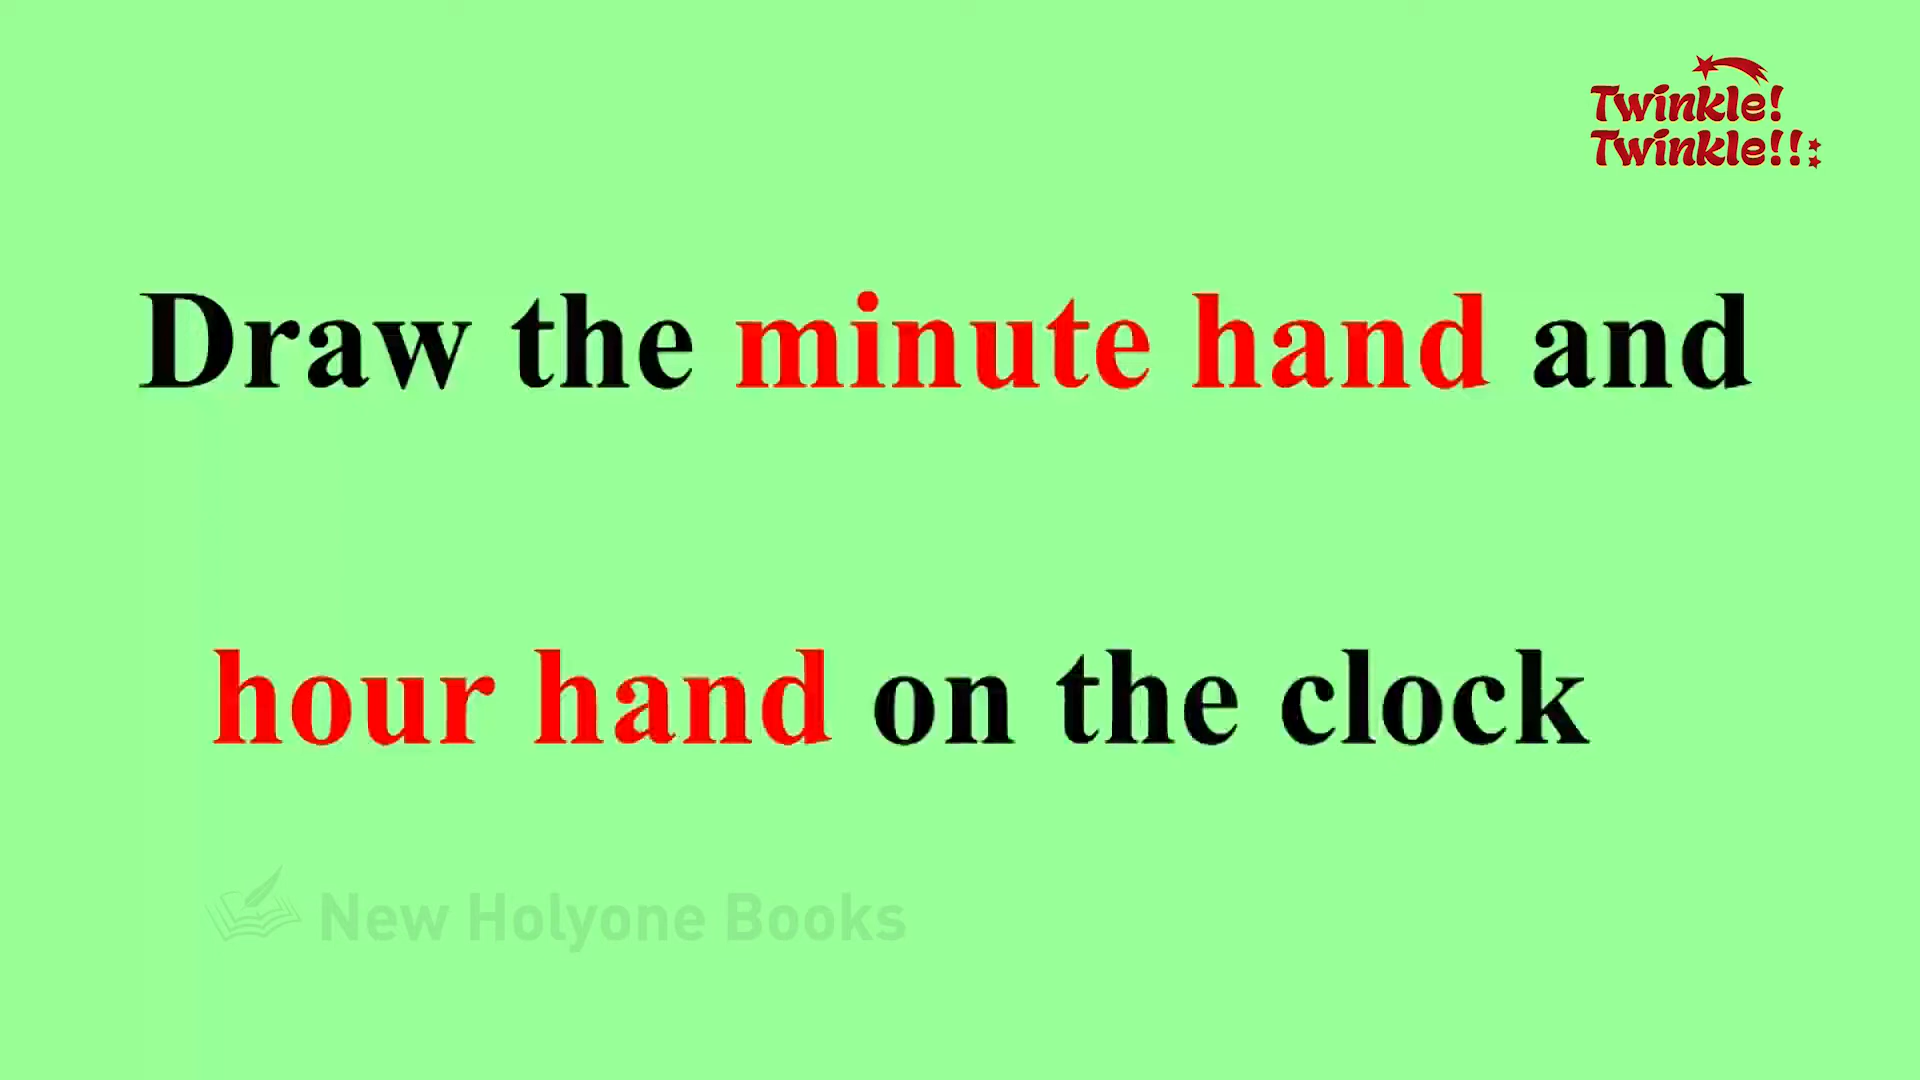 Twinkle!
Twinkle!!
Draw the minute hand and
hour hand on the clock
New Holyone Books